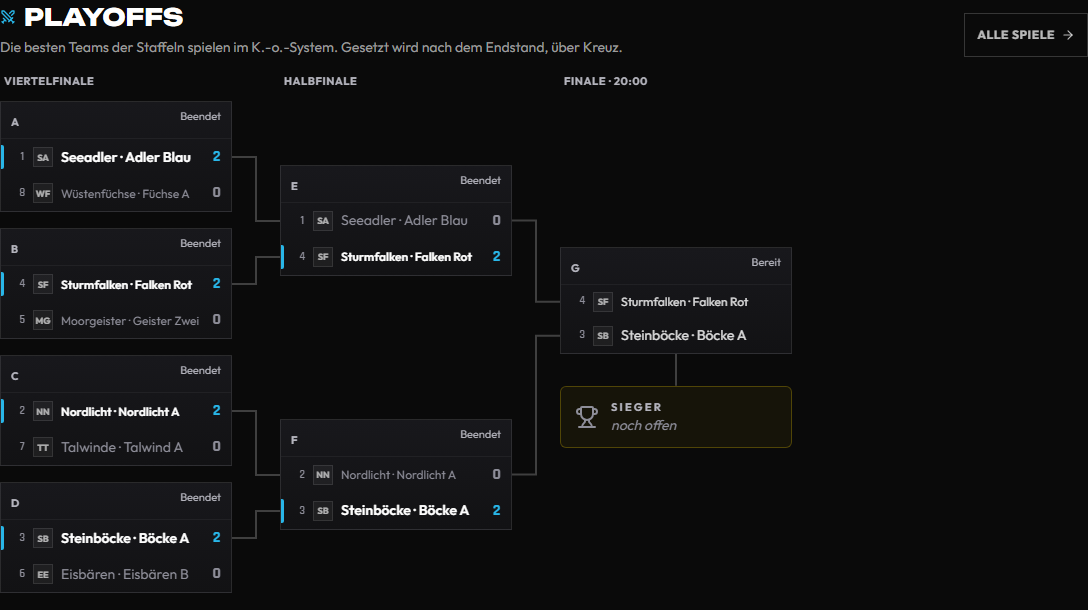 PLAYOFFS
Die besten Teams der Staffeln spielen im K.-o.-System. Gesetzt wird nach dem Endstand, über Kreuz.
ALLE SPIELE →
VIERTELFINALE
A Beendet
1 SA Seeadler · Adler Blau 2
8 WF Wüstenfüchse · Füchse A 0
B Beendet
4 SF Sturmfalken · Falken Rot 2
5 MG Moorgeister · Geister Zwei 0
C Beendet
2 NN Nordlicht · Nordlicht A 2
7 TT Talwinde · Talwind A 0
D Beendet
3 SB Steinböcke · Böcke A 2
6 EE Eisbären · Eisbären B 0
HALBFINALE
E Beendet
1 SA Seeadler · Adler Blau 0
4 SF Sturmfalken · Falken Rot 2
F Beendet
2 NN Nordlicht · Nordlicht A 0
3 SB Steinböcke · Böcke A 2
FINALE · 20:00
G Bereit
4 SF Sturmfalken · Falken Rot
3 SB Steinböcke · Böcke A
SIEGER
noch offen